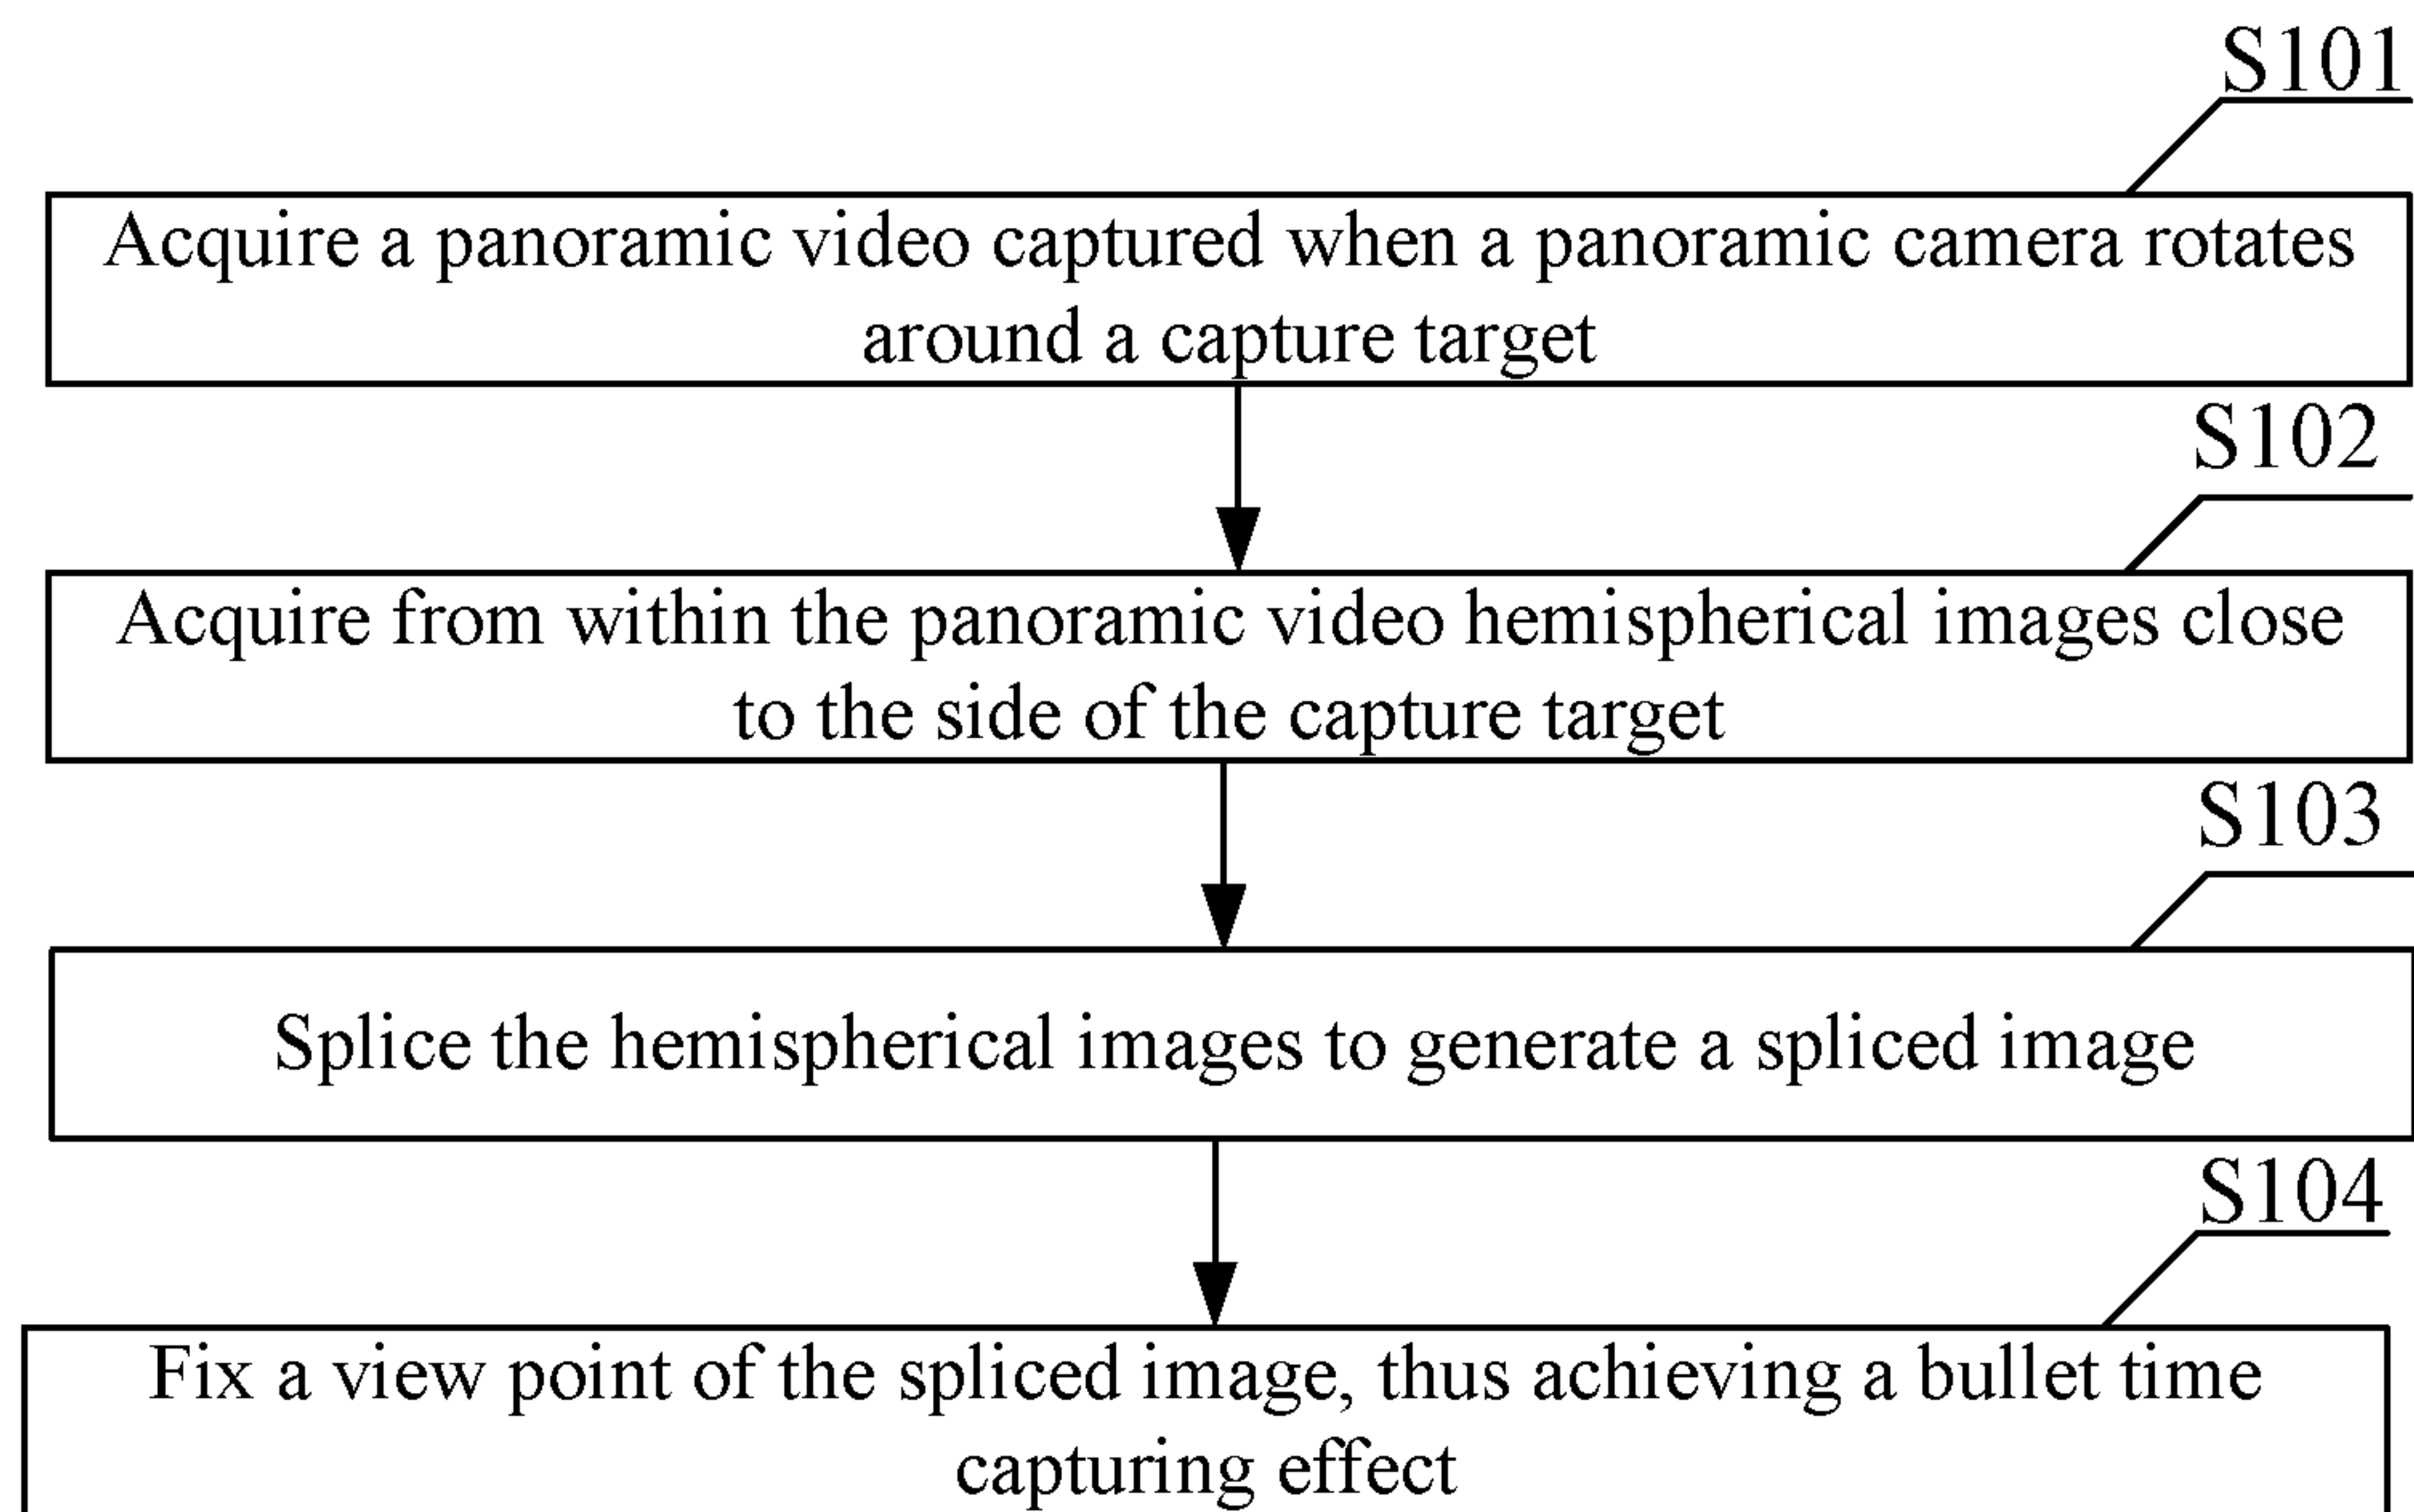 S101
Acquire a panoramic video captured when a panoramic camera rotates
around a capture target
S102
Acquire from within the panoramic video hemispherical images close
to the side of the capture target
S103
Splice the hemispherical images to generate a spliced image
S104
Fix a view point of the spliced image, thus achieving a bullet time
capturing effect